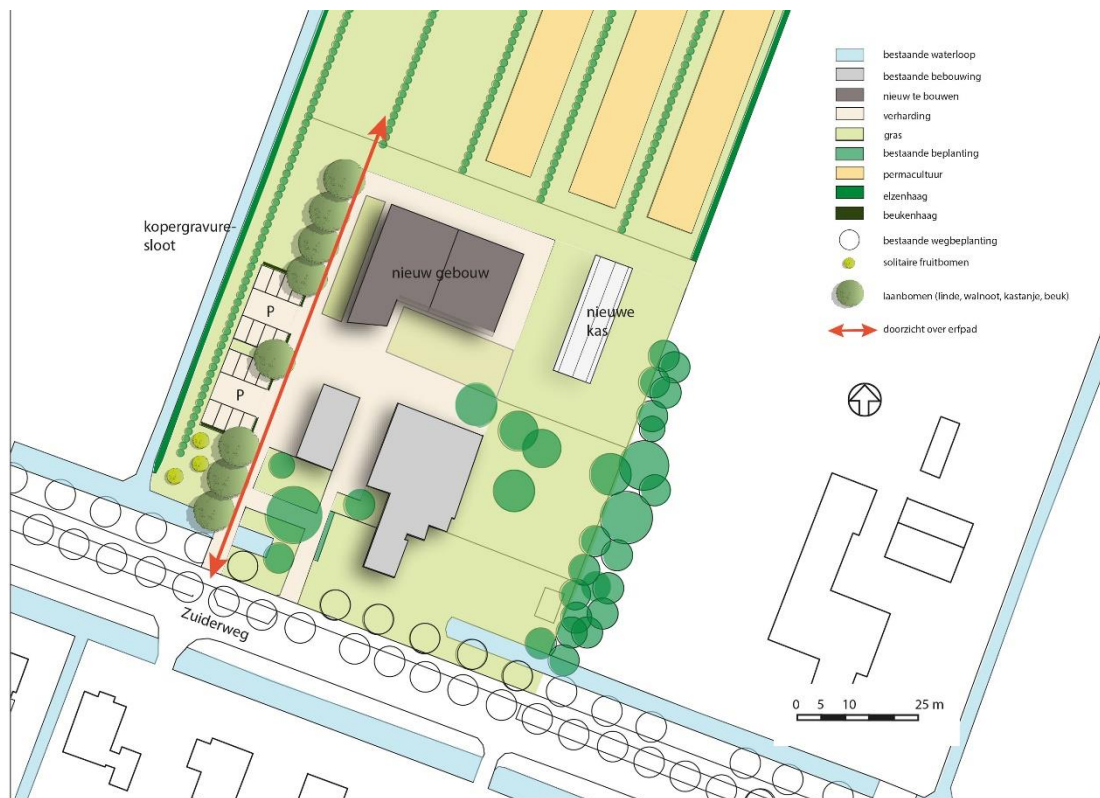 kopergravure-
sloot
nieuw gebouw
nieuwe
kas
P
P
Zuiderweg
bestaande waterloop
bestaande bebouwing
nieuw te bouwen
verharding
gras
bestaande beplanting
permacultuur
elzenhaag
beukenhaag
bestaande wegbeplanting
solitaire fruitbomen
laanbomen (linde, walnoot, kastanje, beuk)
doorzicht over erfpad
0 5 10 25 m